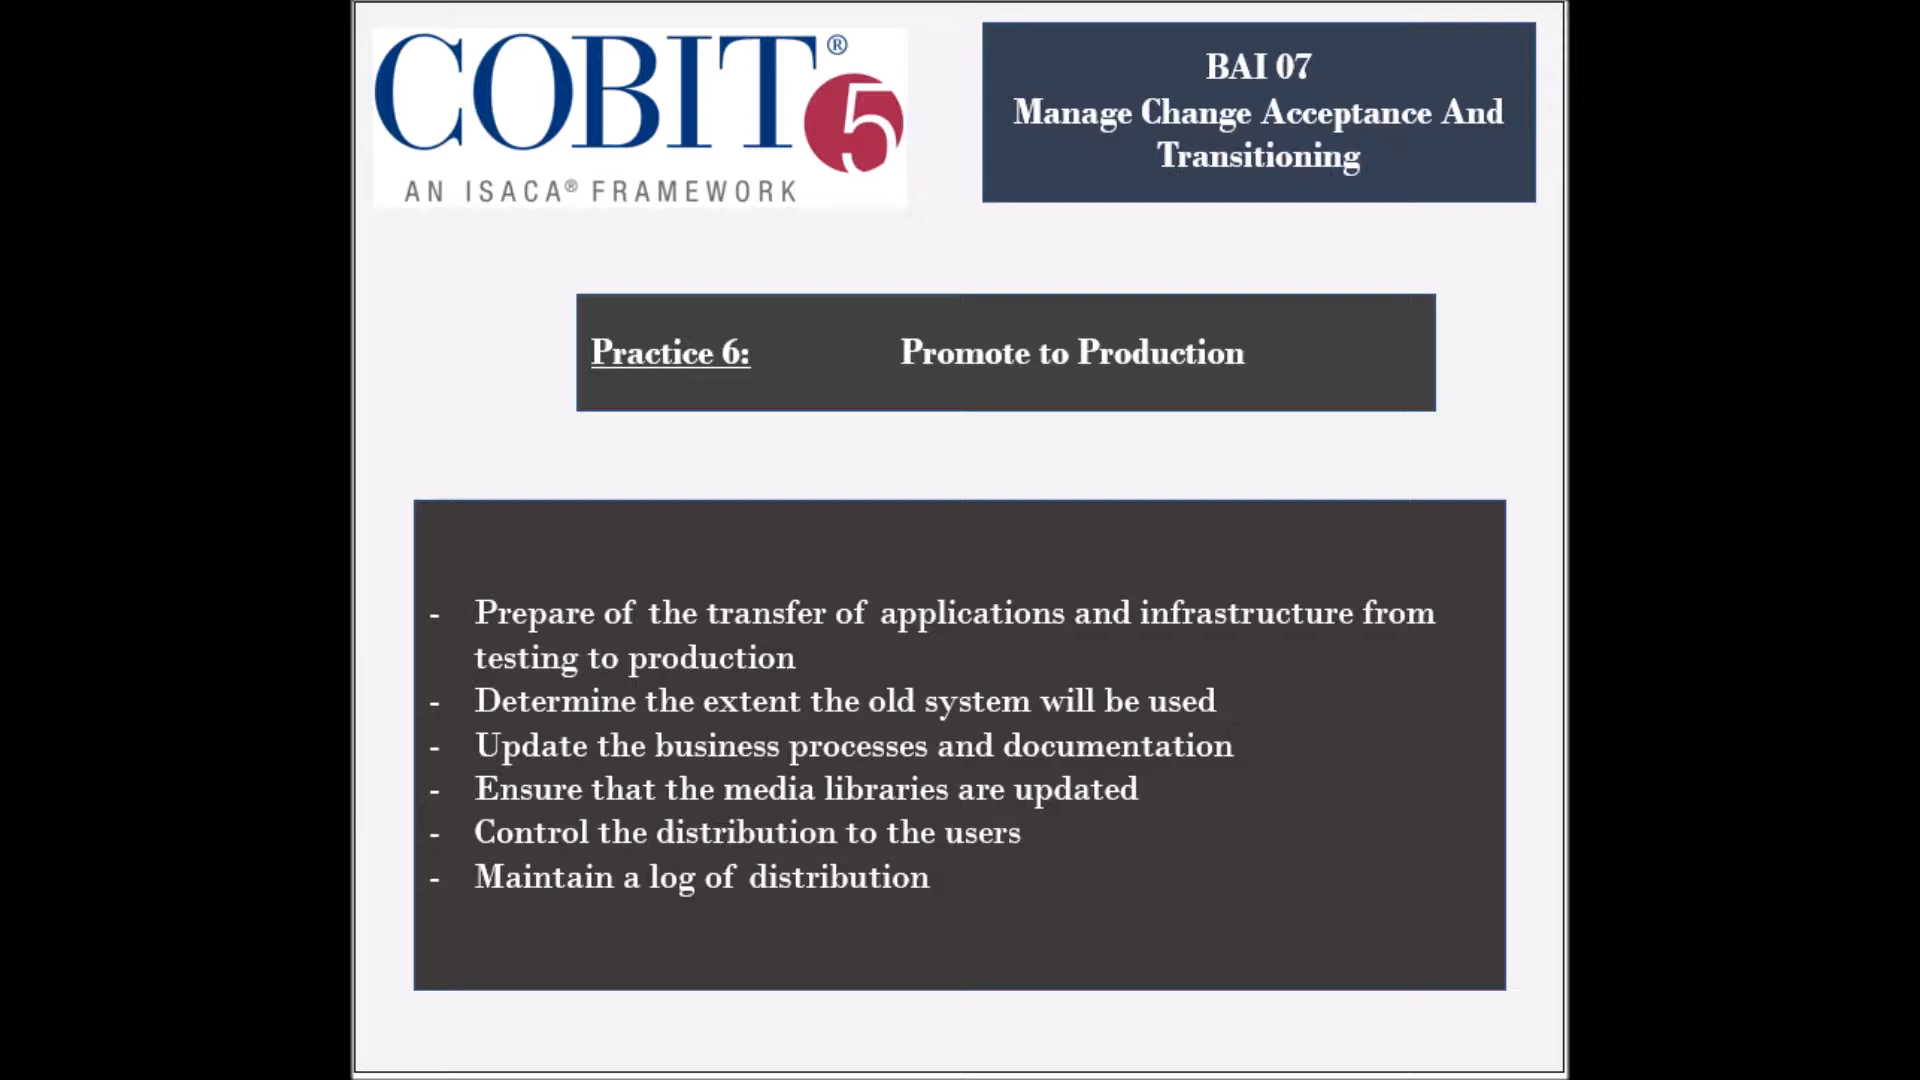 COBIT® 5
AN ISACA® FRAMEWORK
BAI 07
Manage Change Acceptance And
Transitioning
Practice 6: Promote to Production
- Prepare of the transfer of applications and infrastructure from
testing to production
- Determine the extent the old system will be used
- Update the business processes and documentation
- Ensure that the media libraries are updated
- Control the distribution to the users
- Maintain a log of distribution